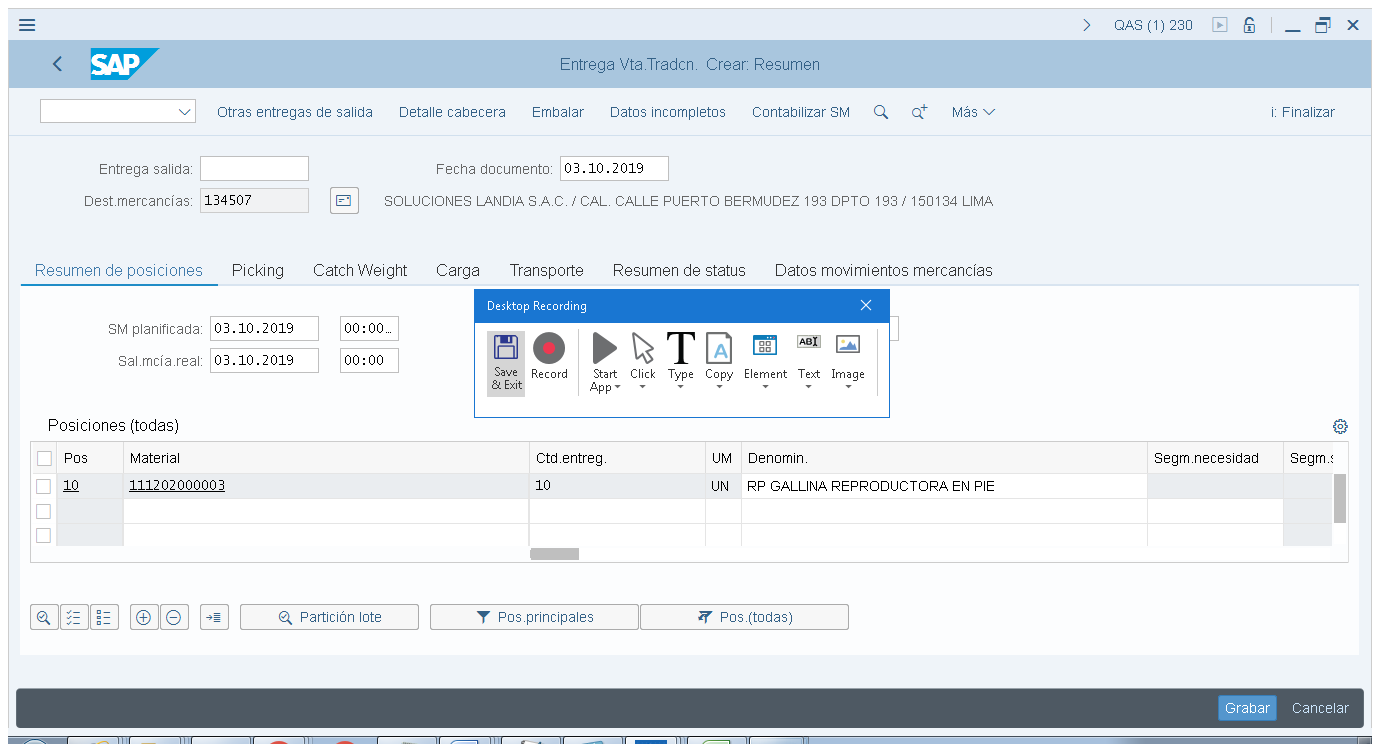 QAS (1) 230
SAP
Entrega Vta.Tradcn. Crear: Resumen
Otras entregas de salida Detalle cabecera Embalar Datos incompletos Contabilizar SM Más i: Finalizar
Entrega salida: Fecha documento: 03.10.2019
Dest.mercancías: 134507 SOLUCIONES LANDIA S.A.C. / CAL. CALLE PUERTO BERMUDEZ 193 DPTO 193 / 150134 LIMA
Resumen de posiciones Picking Catch Weight Carga Transporte Resumen de status Datos movimientos mercancías
SM planificada: 03.10.2019 00:00…
Sal.mcía.real: 03.10.2019 00:00
Desktop Recording
Save & Exit Record Start App Click Type Copy Element Text Image
Posiciones (todas)
Pos Material Ctd.entreg. UM Denomin. Segm.necesidad Segm.s
10 111202000003 10 UN RP GALLINA REPRODUCTORA EN PIE
Partición lote Pos.principales Pos.(todas)
Grabar Cancelar